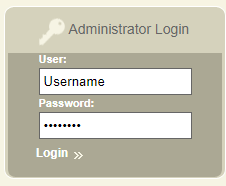 Administrator Login
User:
Username
Password:
••••••••
Login »